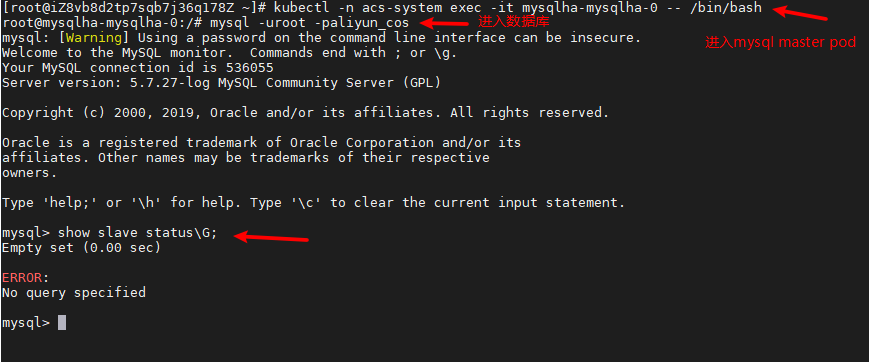 [root@iZ8vb8d2tp7sqb7j36q178Z ~]# kubectl -n acs-system exec -it mysqlha-mysqlha-0 -- /bin/bash
root@mysqlha-mysqlha-0:/# mysql -uroot -paliyun_cos 进入数据库
mysql: [Warning] Using a password on the command line interface can be insecure.
进入mysql master pod
Welcome to the MySQL monitor.  Commands end with ; or \g.
Your MySQL connection id is 536055
Server version: 5.7.27-log MySQL Community Server (GPL)
Copyright (c) 2000, 2019, Oracle and/or its affiliates. All rights reserved.
Oracle is a registered trademark of Oracle Corporation and/or its
affiliates. Other names may be trademarks of their respective
owners.
Type 'help;' or '\h' for help. Type '\c' to clear the current input statement.
mysql> show slave status\G;
Empty set (0.00 sec)
ERROR:
No query specified
mysql>